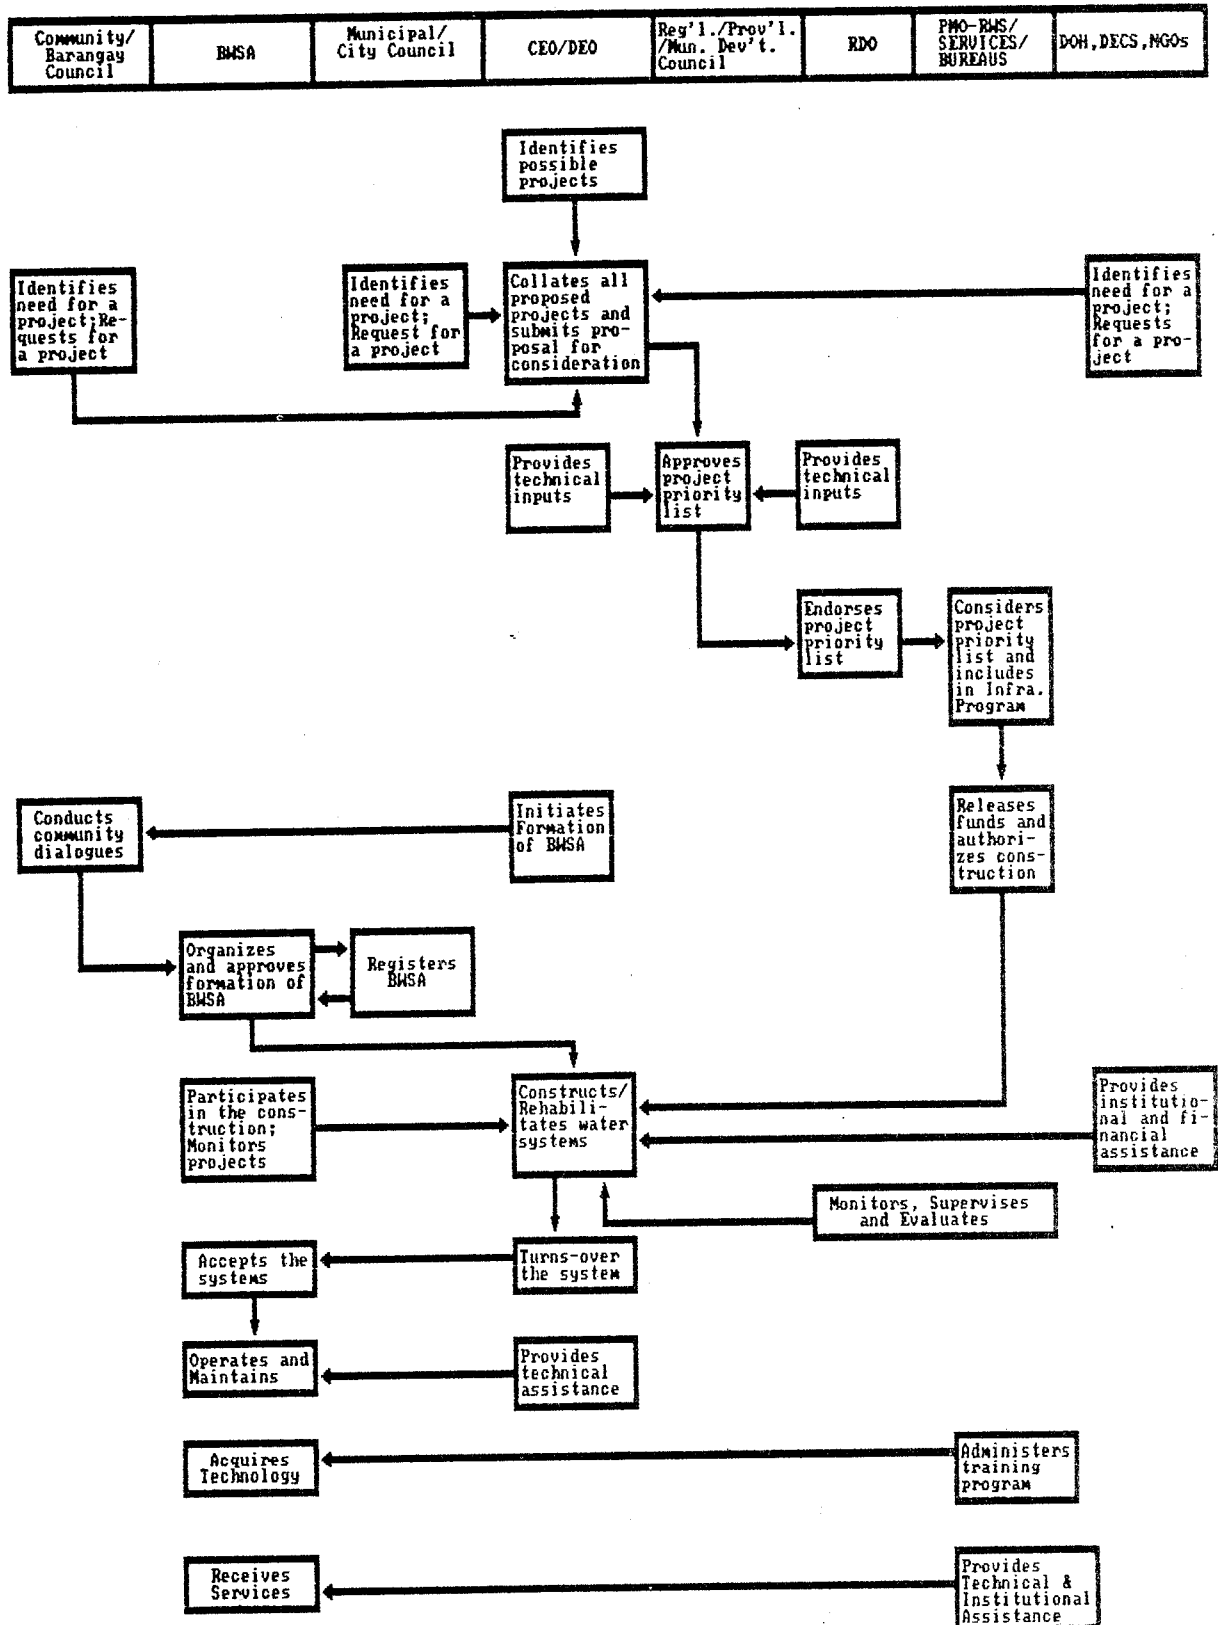 Community/
Barangay
Council
BWSA
Municipal/
City Council
CEO/DEO
Reg'l./Prov'l.
/Mun. Dev't.
Council
RDO
PMO-RWS/
SERVICES/
BUREAUS
DOH,DECS,NGOs
Identifies
possible
projects
Identifies
need for a
project;Re-
quests for
a project
Identifies
need for a
project;
Request for
a project
Collates all
proposed
projects and
submits pro-
posal for
consideration
Identifies
need for a
project;
Requests
for a pro-
ject
Provides
technical
inputs
Approves
project
priority
list
Provides
technical
inputs
Endorses
project
priority
list
Considers
project
priority
list and
includes
in Infra.
Program
Conducts
community
dialogues
Initiates
Formation
of BWSA
Releases
funds and
authori-
zes cons-
truction
Organizes
and approves
formation of
BWSA
Registers
BWSA
Participates
in the cons-
truction;
Monitors
projects
Constructs/
Rehabili-
tates water
systems
Provides
institutio-
nal and fi-
nancial
assistance
Monitors, Supervises
and Evaluates
Accepts the
systems
Turns-over
the system
Operates and
Maintains
Provides
technical
assistance
Acquires
Technology
Administers
training
program
Receives
Services
Provides
Technical &
Institutional
Assistance